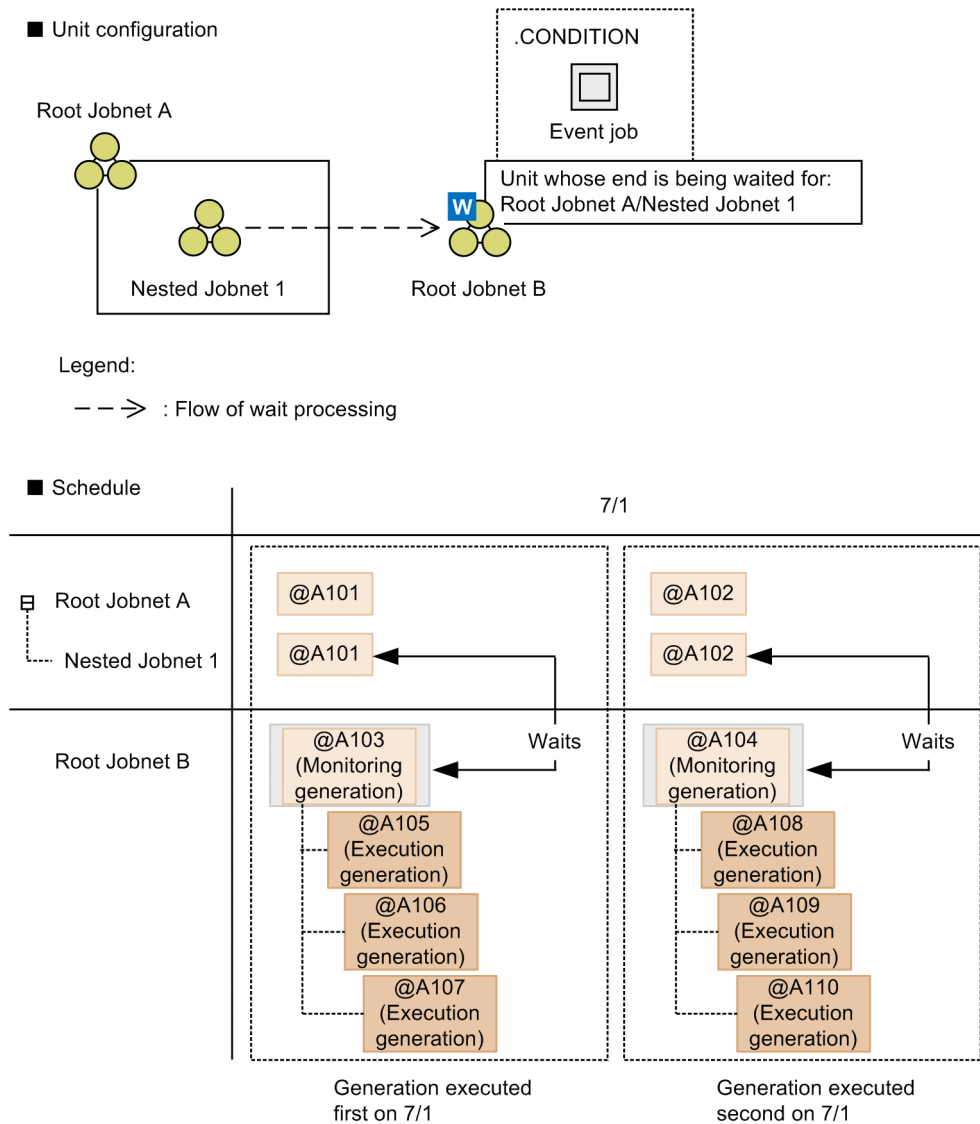 ■ Unit configuration
.CONDITION
Event job
Root Jobnet A
Unit whose end is being waited for:
Root Jobnet A/Nested Jobnet 1
W
Nested Jobnet 1
Root Jobnet B
Legend:
: Flow of wait processing
■ Schedule
7/1
Root Jobnet A
@A101
@A102
Nested Jobnet 1
@A101
@A102
Root Jobnet B
@A103
(Monitoring
generation)
Waits
@A104
(Monitoring
generation)
Waits
@A105
(Execution
generation)
@A108
(Execution
generation)
@A106
(Execution
generation)
@A109
(Execution
generation)
@A107
(Execution
generation)
@A110
(Execution
generation)
Generation executed
first on 7/1
Generation executed
second on 7/1